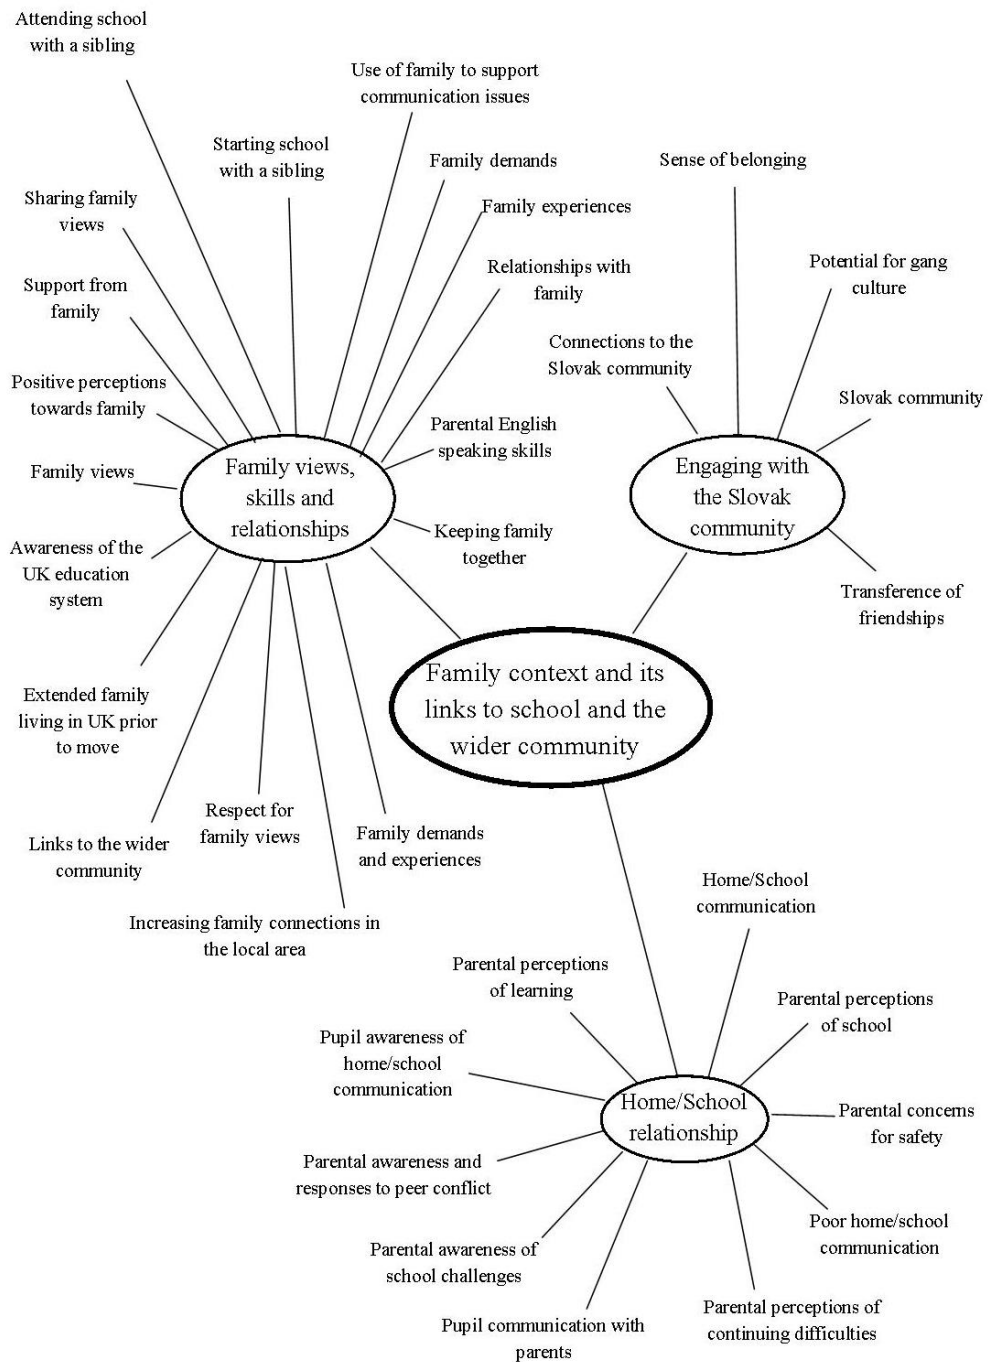 Attending school
with a sibling
Use of family to support
communication issues
Starting school
with a sibling
Family demands
Sense of belonging
Sharing family
views
Family experiences
Relationships with
family
Potential for gang
culture
Support from
family
Connections to the
Slovak community
Positive perceptions
towards family
Slovak community
Parental English
speaking skills
Family views
Family views,
skills and
relationships
Engaging with
the Slovak
community
Keeping family
together
Awareness of the
UK education
system
Transference of
friendships
Family context and its
links to school and the
wider community
Extended family
living in UK prior
to move
Respect for
family views
Family demands
and experiences
Links to the wider
community
Increasing family connections in
the local area
Home/School
communication
Parental perceptions
of learning
Parental perceptions
of school
Pupil awareness of
home/school
communication
Home/School
relationship
Parental concerns
for safety
Parental awareness and
responses to peer conflict
Poor home/school
communication
Parental awareness of
school challenges
Parental perceptions of
continuing difficulties
Pupil communication with
parents